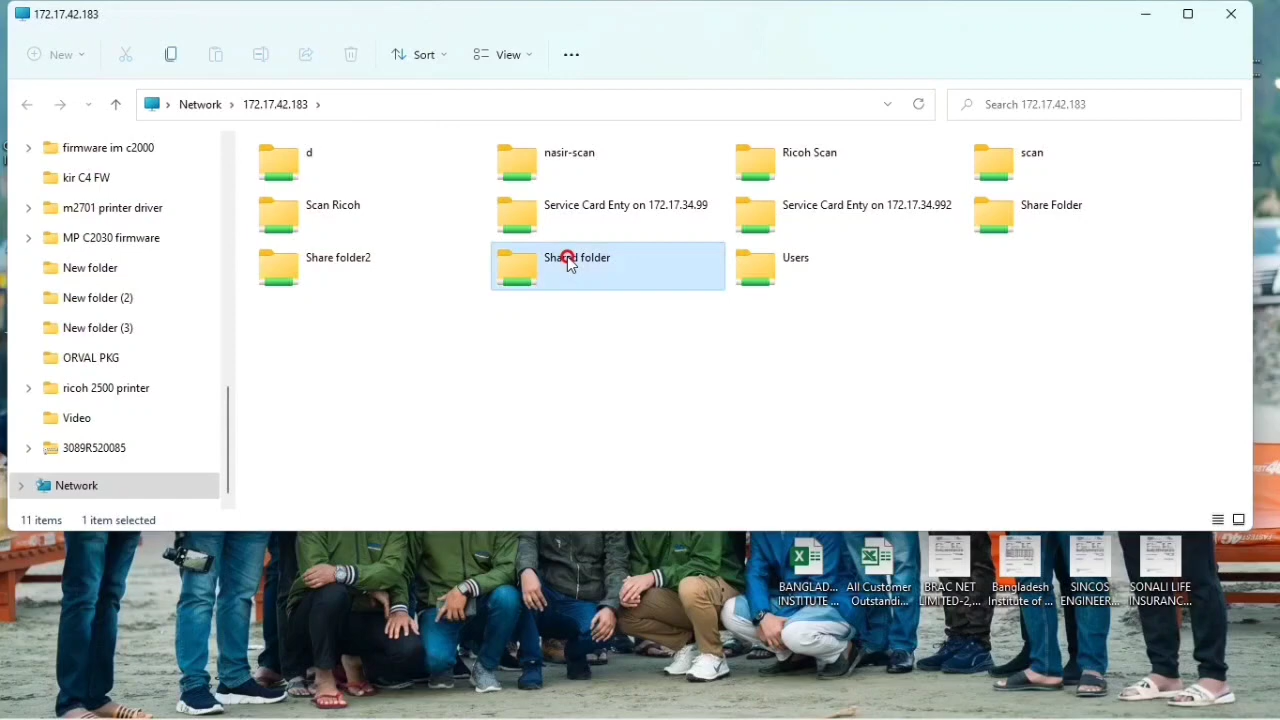 172.17.42.183
New
Sort
View
Network
172.17.42.183
Search 172.17.42.183
firmware im c2000
kir C4 FW
m2701 printer driver
MP C2030 firmware
New folder
New folder (2)
New folder (3)
ORVAL PKG
ricoh 2500 printer
Video
3089R520085
Network
d
nasir-scan
Ricoh Scan
scan
Scan Ricoh
Service Card Enty on 172.17.34.99
Service Card Enty on 172.17.34.992
Share Folder
Share folder2
Shared folder
Users
11 items
1 item selected
BANGLAD...
INSTITUTE ...
All Customer
Outstandi...
BRAC NET
LIMITED-2,...
Bangladesh
Institute of ...
SINCOS
ENGINEER...
SONALI LIFE
INSURANC...